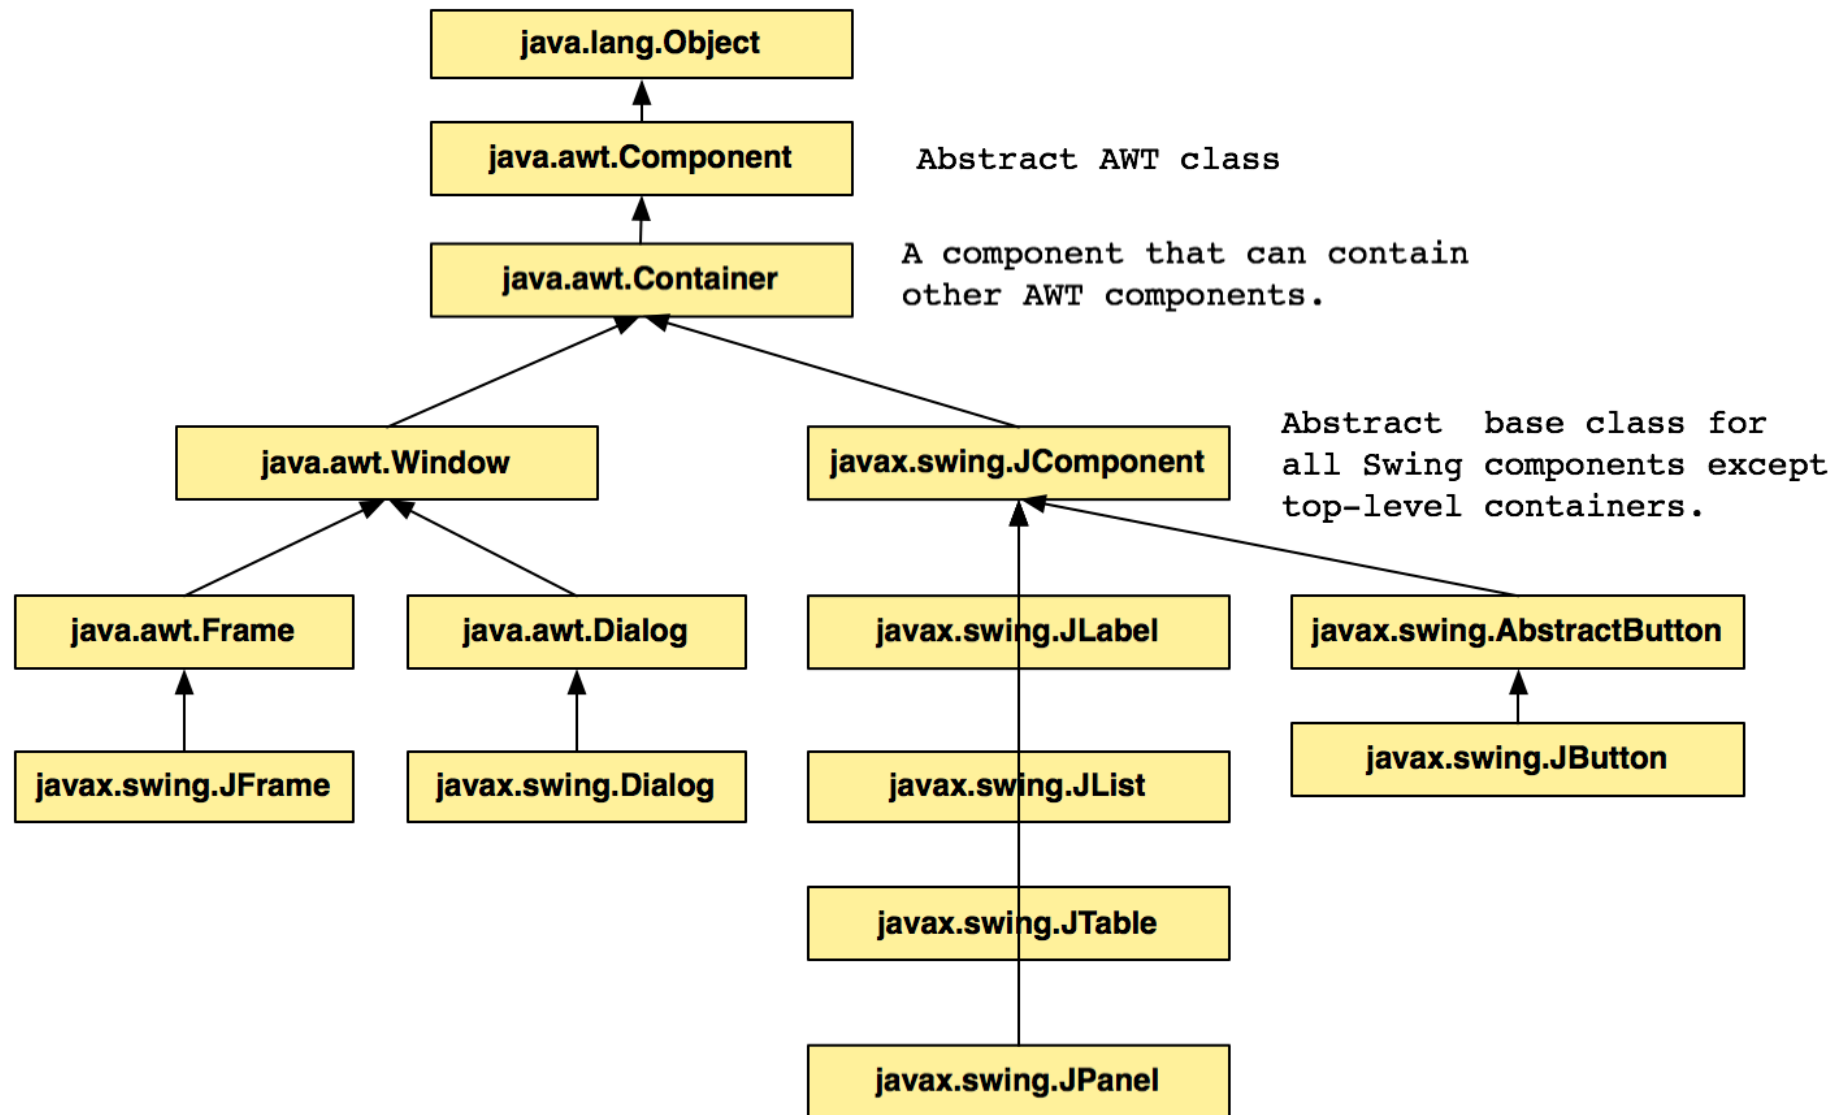 java.lang.Object
java.awt.Component
Abstract AWT class
java.awt.Container
A component that can contain
other AWT components.
java.awt.Window
javax.swing.JComponent
Abstract  base class for
all Swing components except
top-level containers.
java.awt.Frame
java.awt.Dialog
javax.swing.JLabel
javax.swing.AbstractButton
javax.swing.JFrame
javax.swing.Dialog
javax.swing.JList
javax.swing.JButton
javax.swing.JTable
javax.swing.JPanel